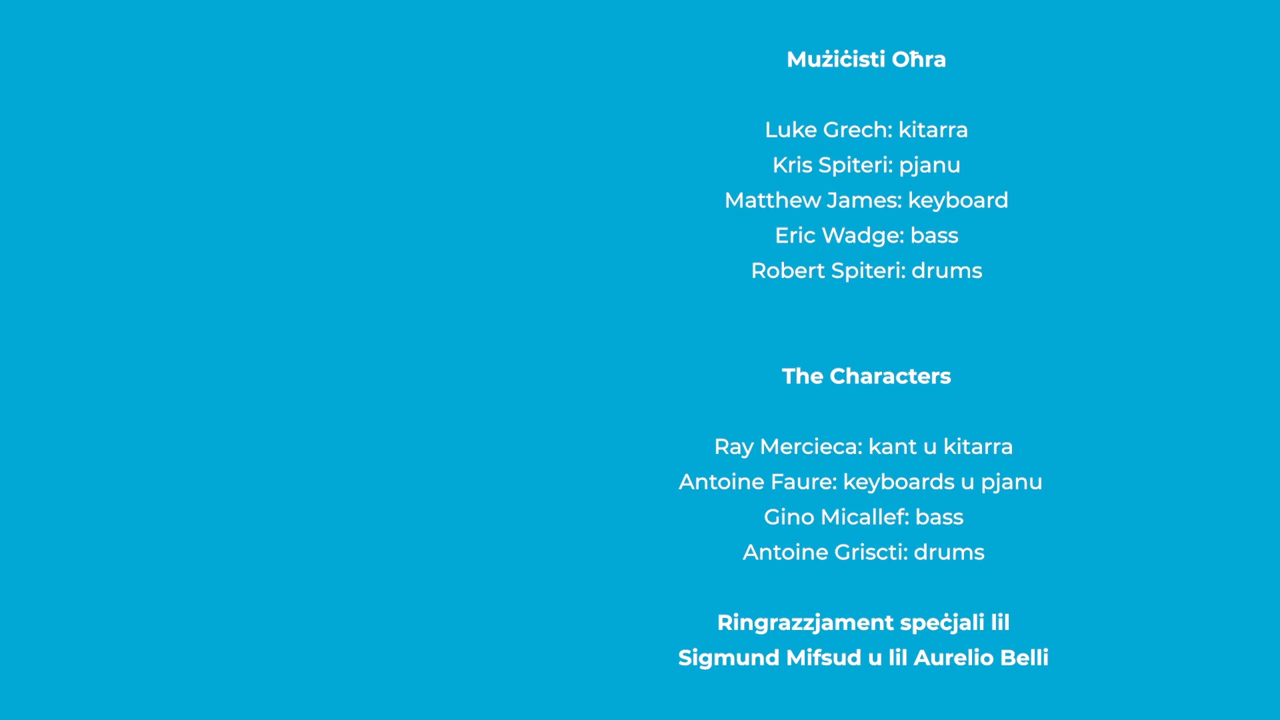 Mużiċisti Oħra
Luke Grech: kitarra
Kris Spiteri: pjanu
Matthew James: keyboard
Eric Wadge: bass
Robert Spiteri: drums
The Characters
Ray Mercieca: kant u kitarra
Antoine Faure: keyboards u pjanu
Gino Micallef: bass
Antoine Griscti: drums
Ringrazzjament speċjali lil
Sigmund Mifsud u lil Aurelio Belli